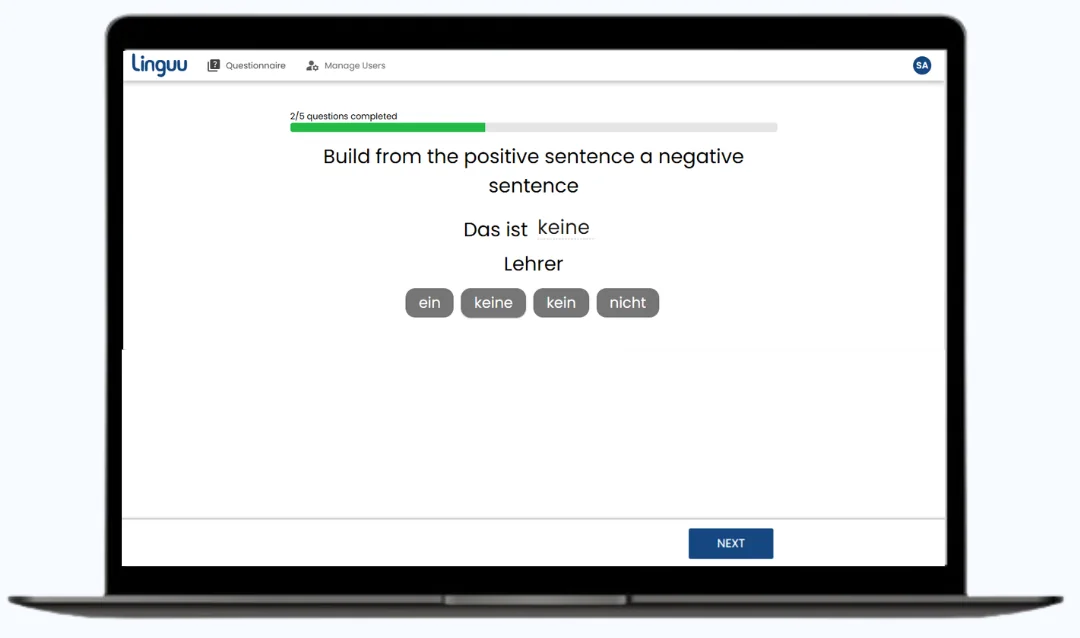 Linguu Questionnaire Manage Users SA
2/5 questions completed
Build from the positive sentence a negative
sentence
Das ist keine
Lehrer
ein keine kein nicht
NEXT